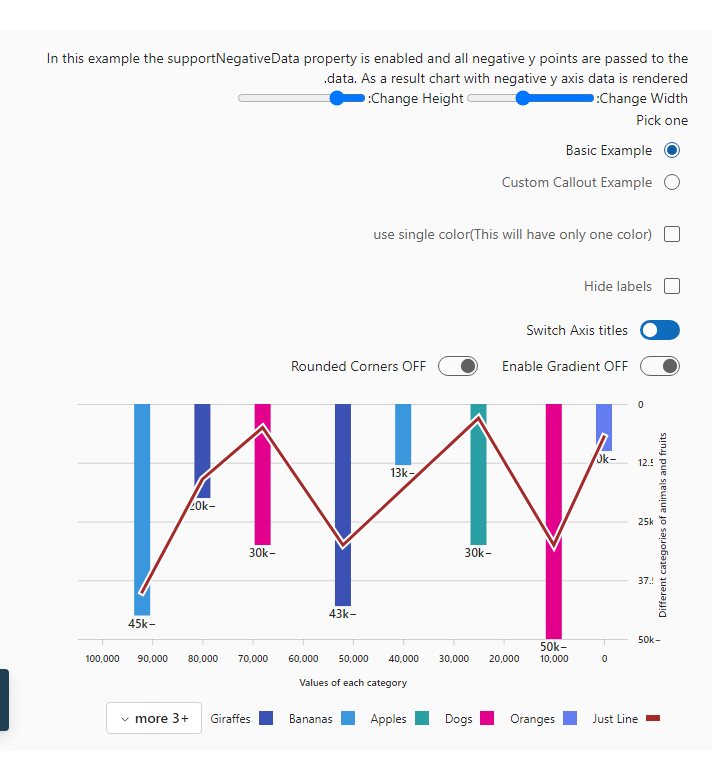 In this example the supportNegativeData property is enabled and all negative y points are passed to the
.data. As a result chart with negative y axis data is rendered
:Change Height :Change Width
Pick one
Basic Example
Custom Callout Example
use single color(This will have only one color)
Hide labels
Switch Axis titles
Rounded Corners OFF Enable Gradient OFF
0
13k−
12.5
20k−
25k
30k−
30k−
37.5
43k−
45k−
50k−
50k−
Different categories of animals and fruits
100,000 90,000 80,000 70,000 60,000 50,000 40,000 30,000 20,000 10,000 0
Values of each category
more 3+ Giraffes Bananas Apples Dogs Oranges Just Line